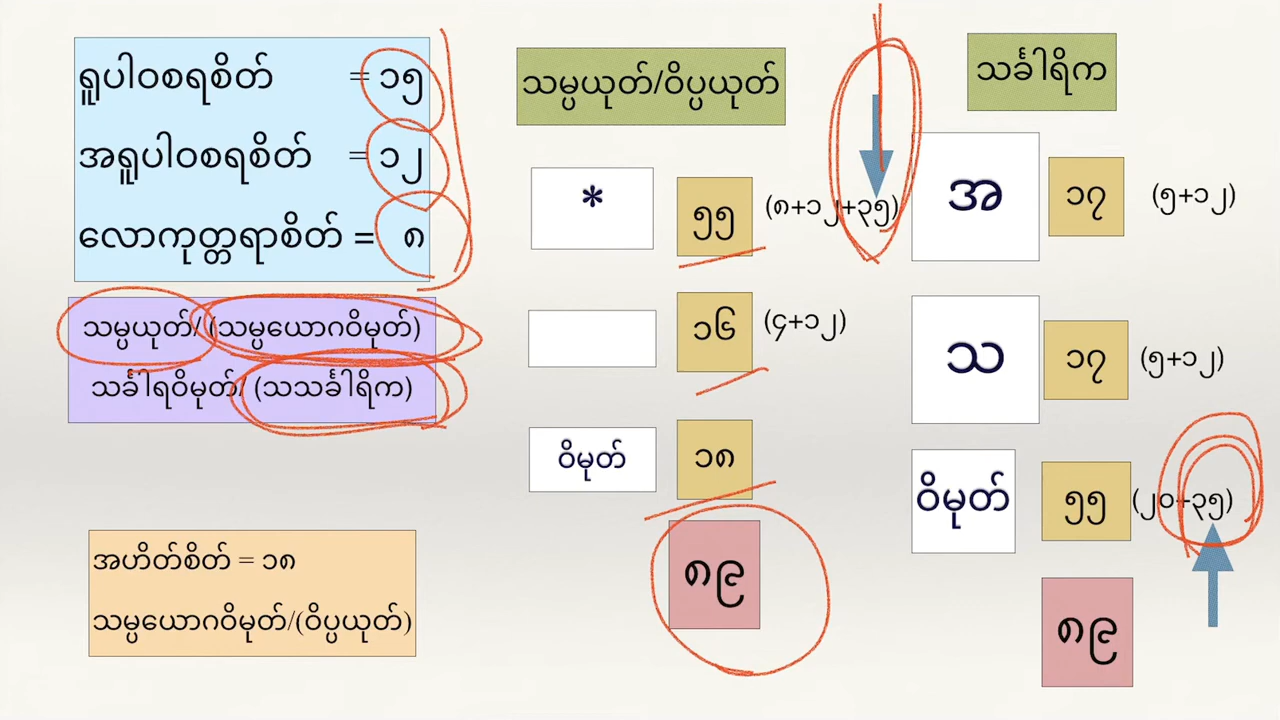 ရူပါဝစရစိတ် = ၁၅
အရူပါဝစရစိတ် = ၁၂
လောကုတ္တရာစိတ် = ၈
သမ္ပယုတ်/ (သမ္ပယောဂဝိမုတ်)
သင်္ခါရဝိမုတ်/ (သသင်္ခါရိက)
အဟိတ်စိတ် = ၁၈
သမ္ပယောဂဝိမုတ်/(ဝိပ္ပယုတ်)
သမ္ပယုတ်/ဝိပ္ပယုတ်
* ၅၅ (၈+၁၂+၃၅)
၁၆ (၄+၁၂)
ဝိမုတ် ၁၈
၈၉
သင်္ခါရိက
အ ၁၇ (၅+၁၂)
သ ၁၇ (၅+၁၂)
ဝိမုတ် ၅၅ (၂၀+၃၅)
၈၉